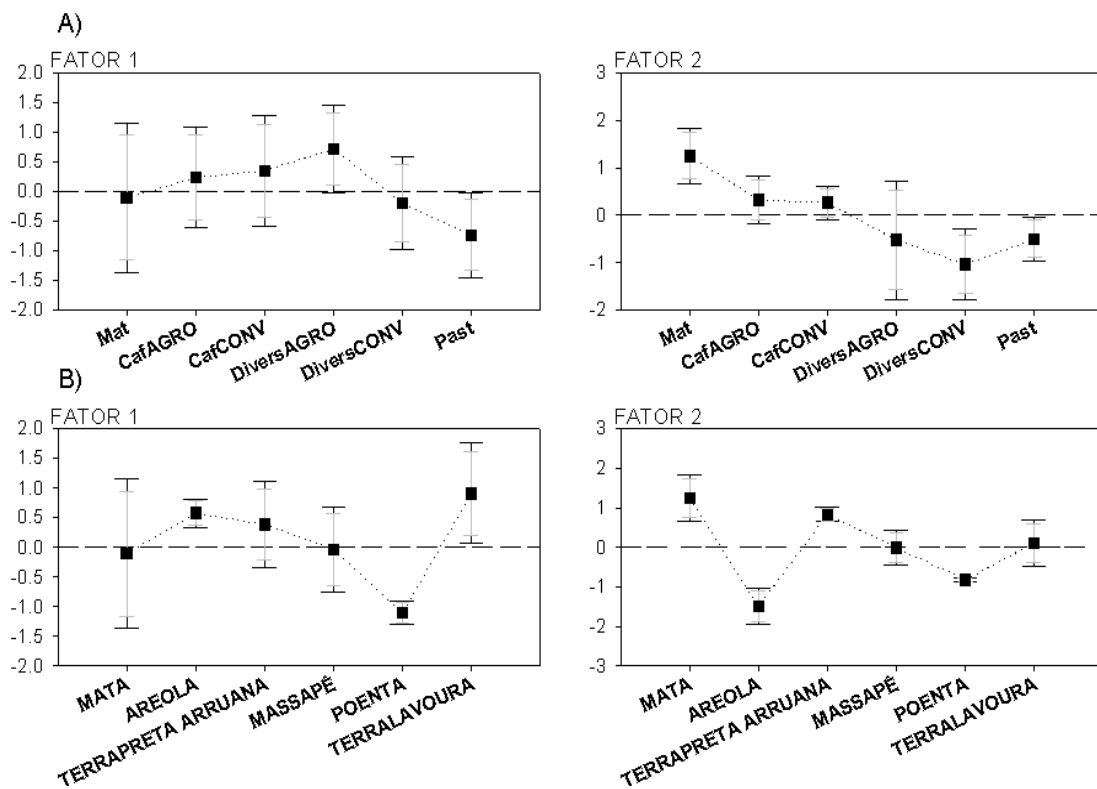 A)
FATOR 1
2.0
1.5
1.0
0.5
0.0
-0.5
-1.0
-1.5
-2.0
Mat
CafAGRO
CafCONV
DiversAGRO
DiversCONV
Past
FATOR 2
3
2
1
0
-1
-2
Mat
CafAGRO
CafCONV
DiversAGRO
DiversCONV
Past
B)
FATOR 1
2.0
1.5
1.0
0.5
0.0
-0.5
-1.0
-1.5
-2.0
MATA
AREOLA
TERRAPRETA ARRUANA
MASSAPÉ
POENTA
TERRALAVOURA
FATOR 2
3
2
1
0
-1
-2
-3
MATA
AREOLA
TERRAPRETA ARRUANA
MASSAPÉ
POENTA
TERRALAVOURA